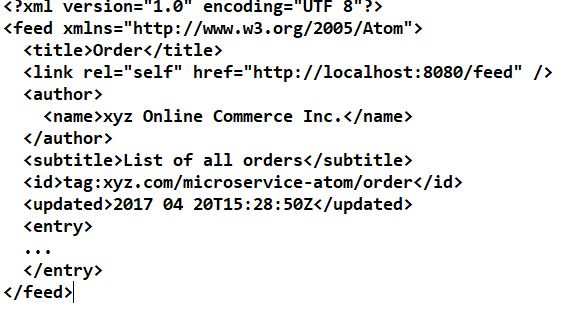 <?xml version="1.0" encoding="UTF 8"?>
<feed xmlns="http://www.w3.org/2005/Atom">
  <title>Order</title>
  <link rel="self" href="http://localhost:8080/feed" />
  <author>
    <name>xyz Online Commerce Inc.</name>
  </author>
  <subtitle>List of all orders</subtitle>
  <id>tag:xyz.com/microservice-atom/order</id>
  <updated>2017 04 20T15:28:50Z</updated>
  <entry>
  ...
  </entry>
</feed>